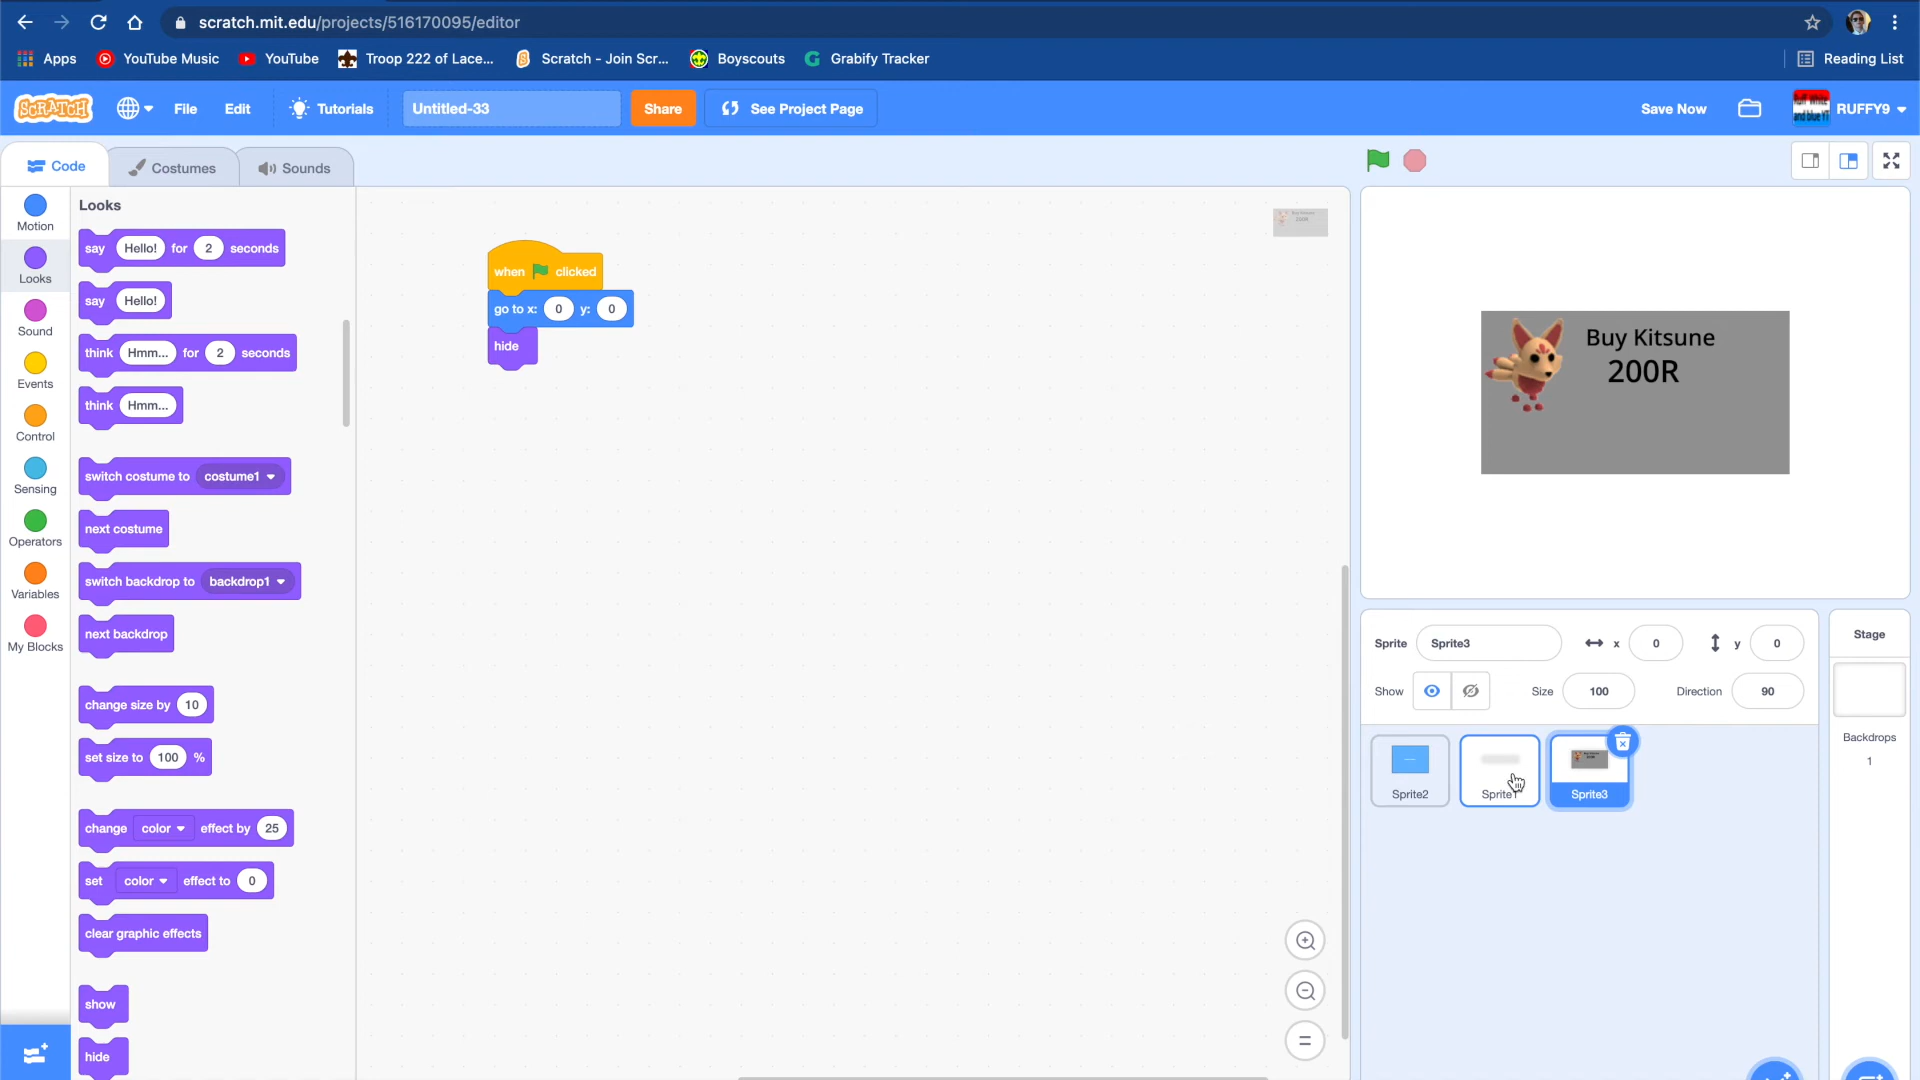 scratch.mit.edu/projects/516170095/editor
Apps YouTube Music YouTube Troop 222 of Lace... Scratch - Join Scr... Boyscouts Grabify Tracker Reading List
SCRATCH File Edit Tutorials Untitled-33 Share See Project Page Save Now RUFFY9
Code Costumes Sounds
Motion
Looks
Sound
Events
Control
Sensing
Operators
Variables
My Blocks
Looks
say Hello! for 2 seconds
say Hello!
think Hmm... for 2 seconds
think Hmm...
switch costume to costume1
next costume
switch backdrop to backdrop1
next backdrop
change size by 10
set size to 100 %
change color effect by 25
set color effect to 0
clear graphic effects
show
hide
when clicked
go to x: 0 y: 0
hide
Buy Kitsune
200R
Buy Kitsune
200R
Sprite Sprite3 x 0 y 0
Show Size 100 Direction 90
Sprite2 Sprite3
Stage
Backdrops
1